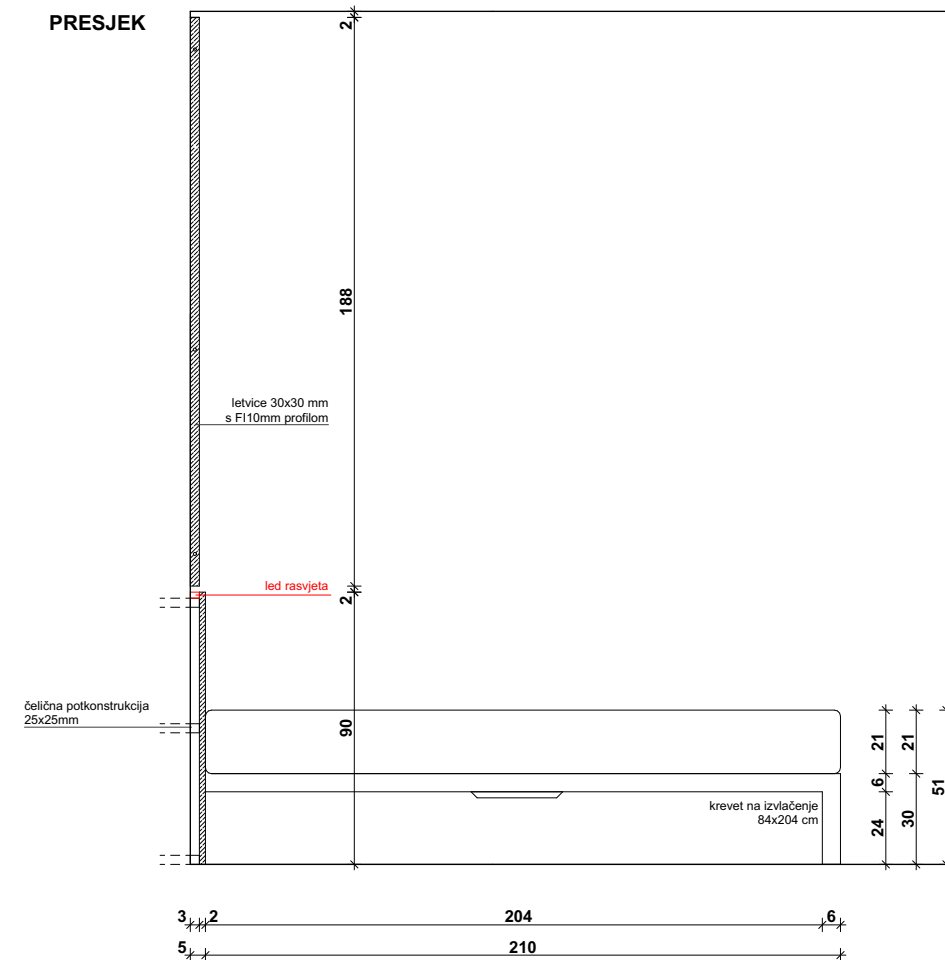 PRESJEK
2
188
letvice 30x30 mm
s Fl10mm profilom
led rasvjeta
2
čelična potkonstrukcija
25x25mm
90
21
21
6
51
krevet na izvlačenje
84x204 cm
24
30
3
2
204
6
5
210